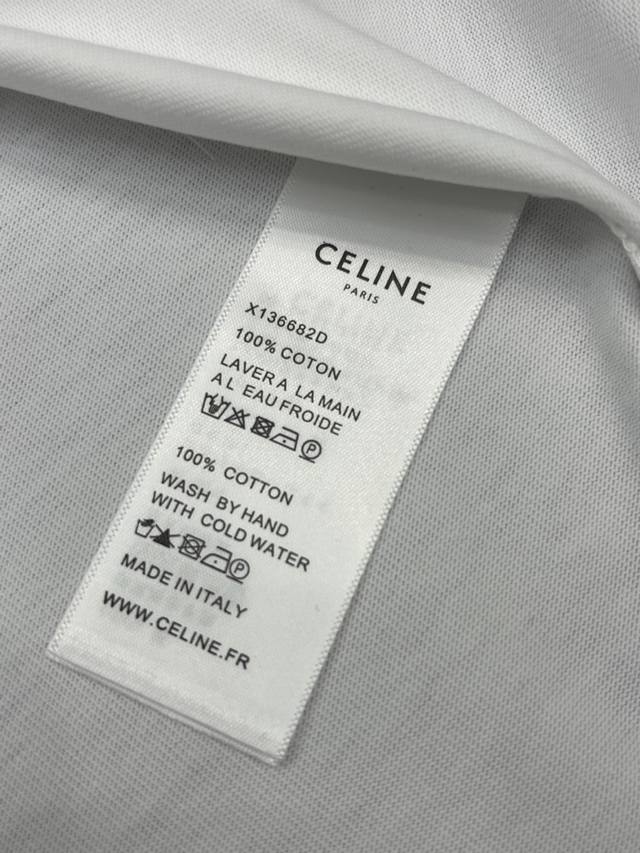 CELINE
PARIS
X136682D
100% COTON
LAVER A LA MAIN
A L EAU FROIDE
P
100% COTTON
WASH BY HAND
WITH COLD WATER
P
MADE IN ITALY
WWW.CELINE.FR